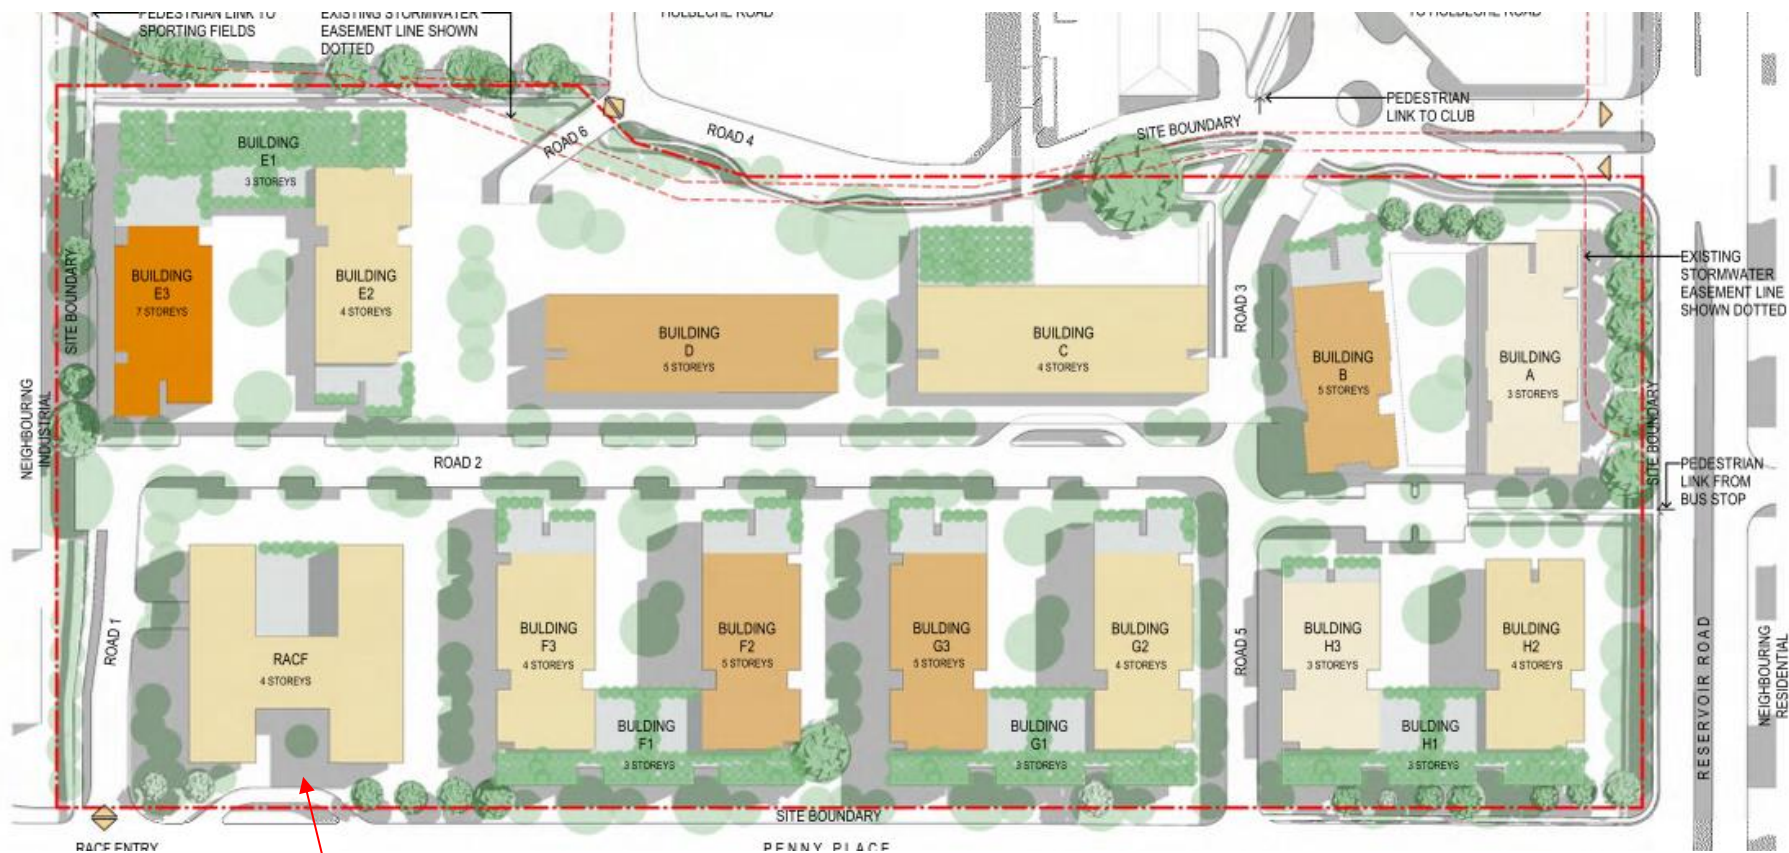 PEDESTRIAN LINK TO
SPORTING FIELDS
EXISTING STORMWATER
EASEMENT LINE SHOWN
DOTTED
HOLBECHE ROAD
TO HOLBECHE ROAD
PEDESTRIAN
LINK TO CLUB
SITE BOUNDARY
ROAD 4
ROAD 6
BUILDING
E1
3 STOREYS
BUILDING
E3
7 STOREYS
BUILDING
E2
4 STOREYS
BUILDING
D
5 STOREYS
BUILDING
C
4 STOREYS
ROAD 3
BUILDING
B
5 STOREYS
BUILDING
A
3 STOREYS
EXISTING
STORMWATER
EASEMENT LINE
SHOWN DOTTED
SITE BOUNDARY
NEIGHBOURING
INDUSTRIAL
ROAD 2
SITE BOUNDARY
PEDESTRIAN
LINK FROM
BUS STOP
ROAD 1
RACF
4 STOREYS
BULDING
F3
4 STOREYS
BULDING
F2
5 STOREYS
BULDING
G3
5 STOREYS
BULDING
G2
4 STOREYS
ROAD 5
BULDING
H3
3 STOREYS
BULDING
H2
4 STOREYS
BULDING
F1
3 STOREYS
BULDING
G1
3 STOREYS
BULDING
H1
3 STOREYS
RESERVOIR ROAD
NEIGHBOURING
RESIDENTIAL
SITE BOUNDARY
RACF ENTRY
PENNY PLACE